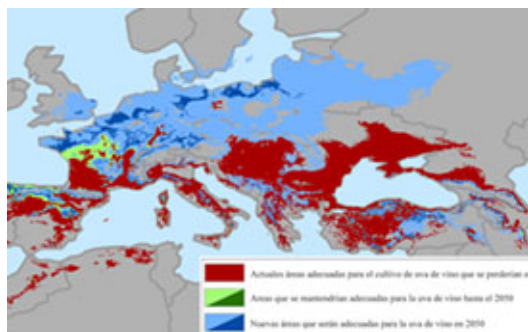 Actuales áreas adecuadas para el cultivo de uva de vino que se perderían e
Areas que se mantendrían adecuadas para la uva de vino hasta el 2050
Nuevas áreas que serán adecuadas para la uva de vino en 2050